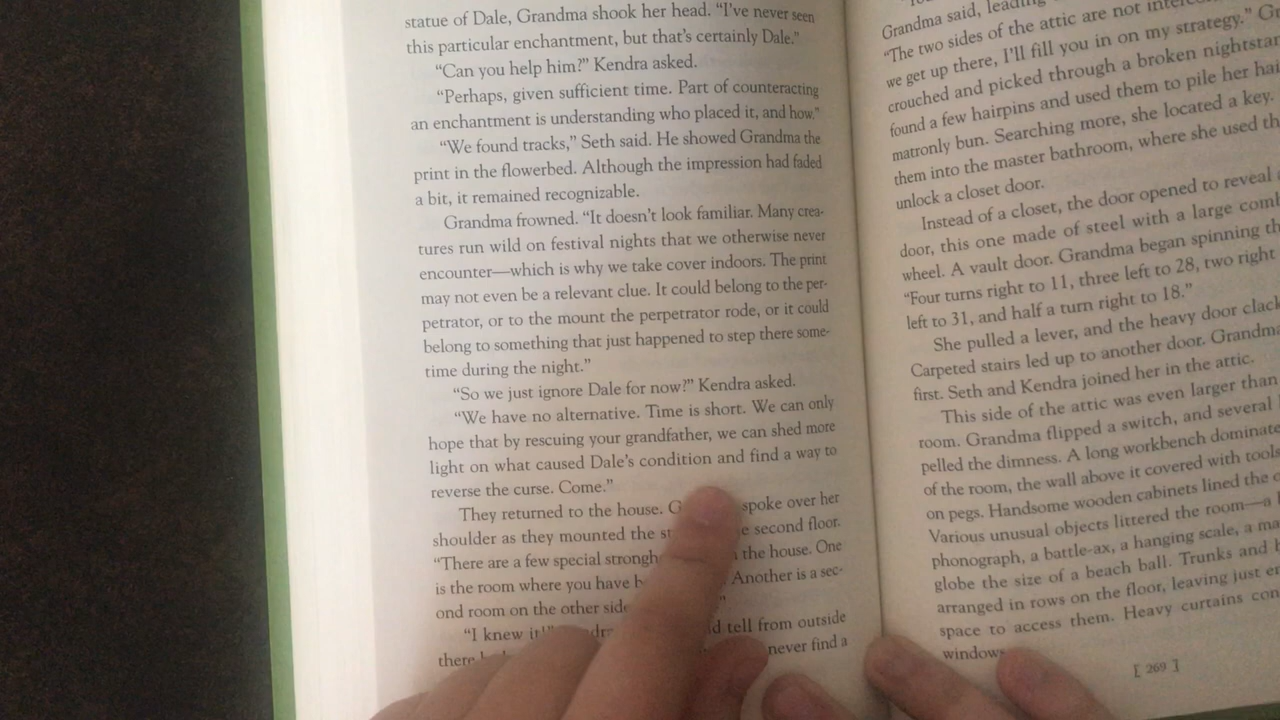 statue of Dale, Grandma shook her head. “I’ve never seen
this particular enchantment, but that’s certainly Dale.”
“Can you help him?” Kendra asked.
“Perhaps, given sufficient time. Part of counteracting
an enchantment is understanding who placed it, and how.”
“We found tracks,” Seth said. He showed Grandma the
print in the flowerbed. Although the impression had faded
a bit, it remained recognizable.
Grandma frowned. “It doesn’t look familiar. Many crea-
tures run wild on festival nights that we otherwise never
encounter—which is why we take cover indoors. The print
may not even be a relevant clue. It could belong to the per-
petrator, or to the mount the perpetrator rode, or it could
belong to something that just happened to step there some-
time during the night.”
“So we just ignore Dale for now?” Kendra asked.
“We have no alternative. Time is short. We can only
hope that by rescuing your grandfather, we can shed more
light on what caused Dale’s condition and find a way to
reverse the curse. Come.”
They returned to the house. spoke over her
shoulder as they mounted the second floor.
“There are a few special the house. One
is the room where you have Another is a sec-
ond room on the other
“I knew it!” tell from outside
there never find a
Grandma said, leading
“The two sides of the attic are not
we get up there, I’ll fill you in on my strategy.”
crouched and picked through a broken
found a few hairpins and used them to pile her
matronly bun. Searching more, she located a key.
them into the master bathroom, where she used
unlock a closet door.
Instead of a closet, the door opened to reveal
door, this one made of steel with a large
wheel. A vault door. Grandma began spinning
“Four turns right to 11, three left to 28, two right
left to 31, and half a turn right to 18.”
She pulled a lever, and the heavy door
Carpeted stairs led up to another door.
first. Seth and Kendra joined her in the attic.
This side of the attic was even larger than
room. Grandma flipped a switch, and several
pelled the dimness. A long workbench
of the room, the wall above it covered with tools
on pegs. Handsome wooden cabinets lined the
Various unusual objects littered the room—a
phonograph, a battle-ax, a hanging scale, a
globe the size of a beach ball. Trunks and
arranged in rows on the floor, leaving just
space to access them. Heavy curtains
windows
[ 269 ]